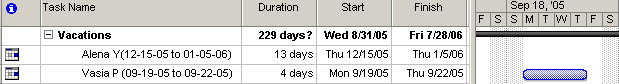 Task Name Duration Start Finish Sep 18, '05
F S S M T W T F S
Vacations 229 days? Wed 8/31/05 Fri 7/28/06
Alena Y(12-15-05 to 01-05-06) 13 days Thu 12/15/05 Thu 1/5/06
Vasia P (09-19-05 to 09-22-05) 4 days Mon 9/19/05 Thu 9/22/05